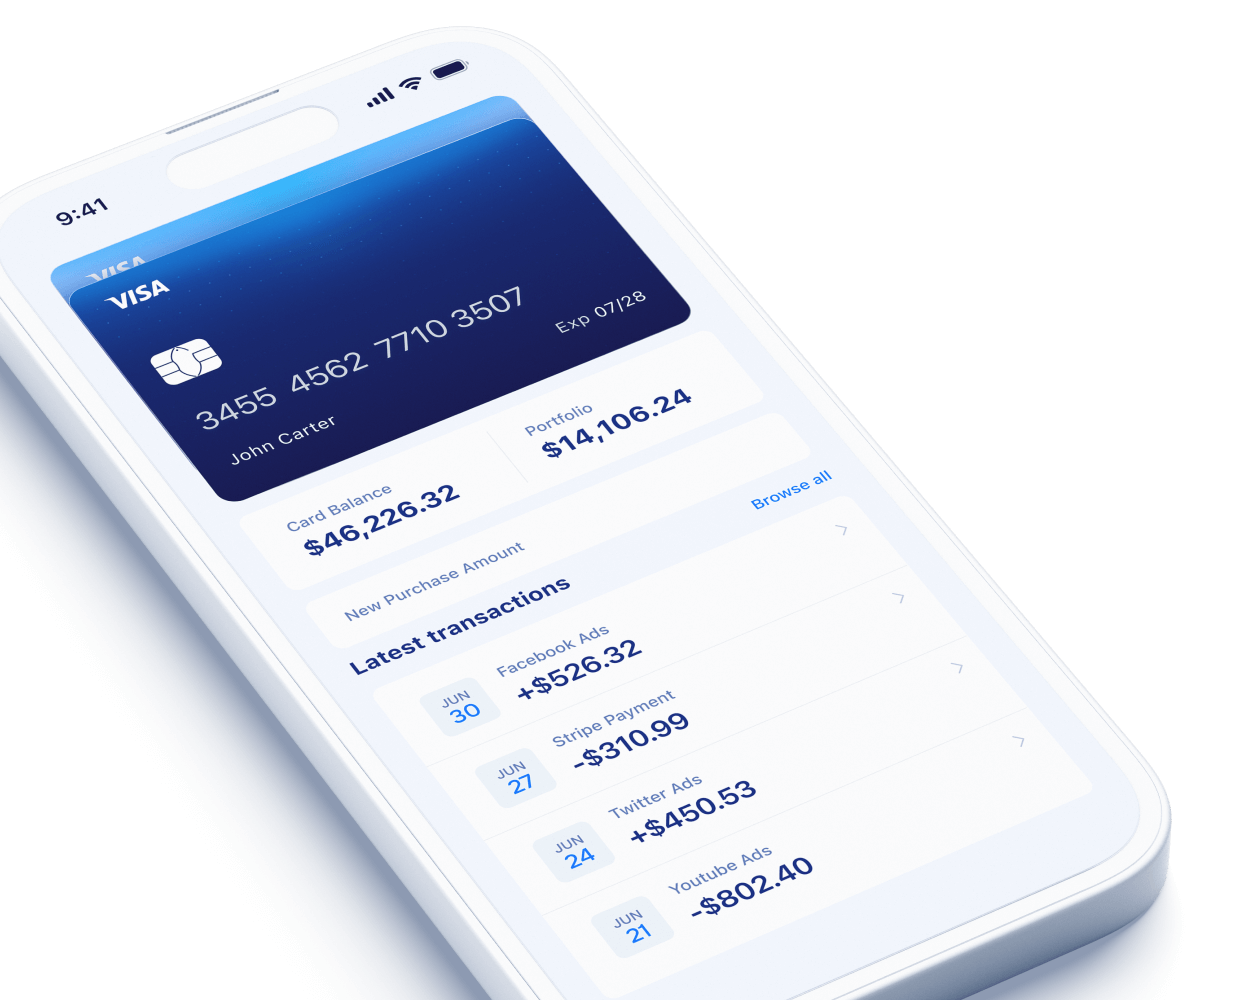 9:41
VISA
VISA
3455 4562 7710 3507
Exp 07/28
John Carter
Card Balance
$46,226.32
Portfolio
$14,106.24
New Purchase Amount
Latest transactions
Browse all
JUN
30
Facebook Ads
+$526.32
JUN
27
Stripe Payment
-$310.99
JUN
24
Twitter Ads
+$450.53
JUN
21
Youtube Ads
-$802.40